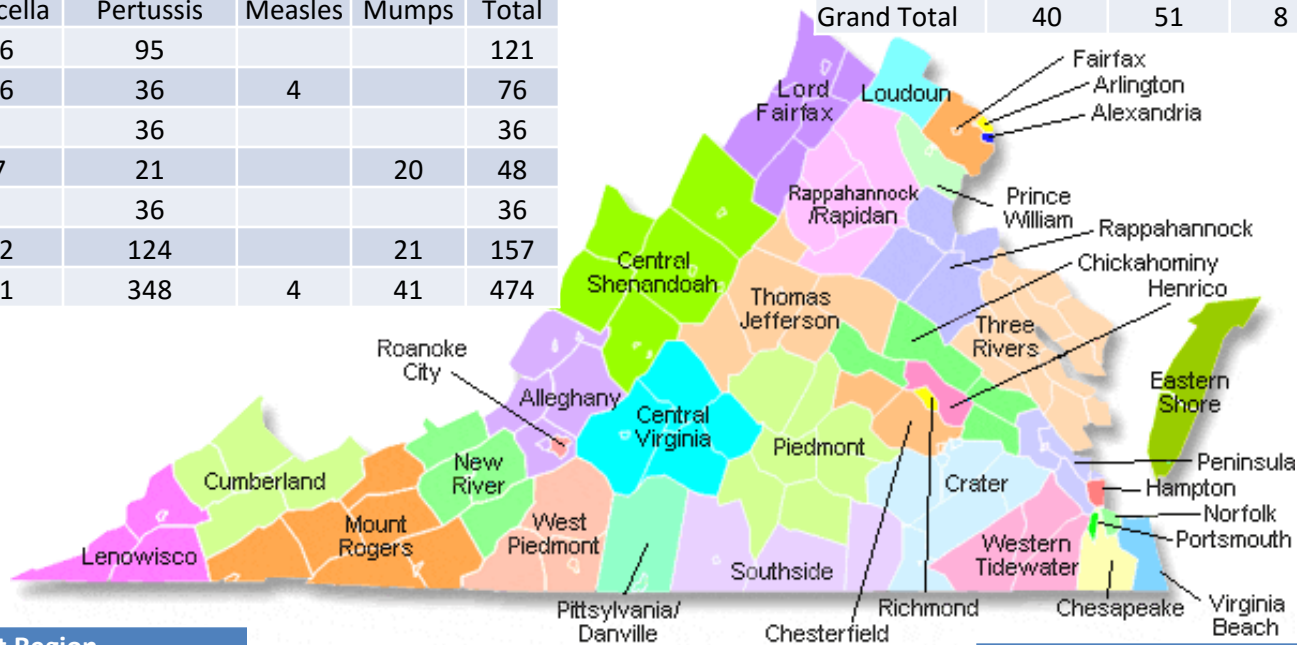 Pertussis Measles Mumps Total
6 95 121
6 36 4 76
36 36
7 21 20 48
36 36
2 124 21 157
1 348 4 41 474
Grand Total 40 51 8
Lord
Fairfax
Loudoun
Fairfax
Arlington
Alexandria
Rappahannock
/Rapidan
Prince
William
Rappahannock
Chickahominy
Henrico
Central
Shenandoah
Thomas
Jefferson
Three
Rivers
Roanoke
City
Alleghany
Central
Virginia
Eastern
Shore
Piedmont
Cumberland
New
River
Crater
Peninsula
Hampton
Norfolk
Portsmouth
Mount
Rogers
West
Piedmont
Lenowisco
Western
Tidewater
Southside
Pittsylvania/
Danville
Chesterfield
Richmond
Chesapeake
Virginia
Beach
Region